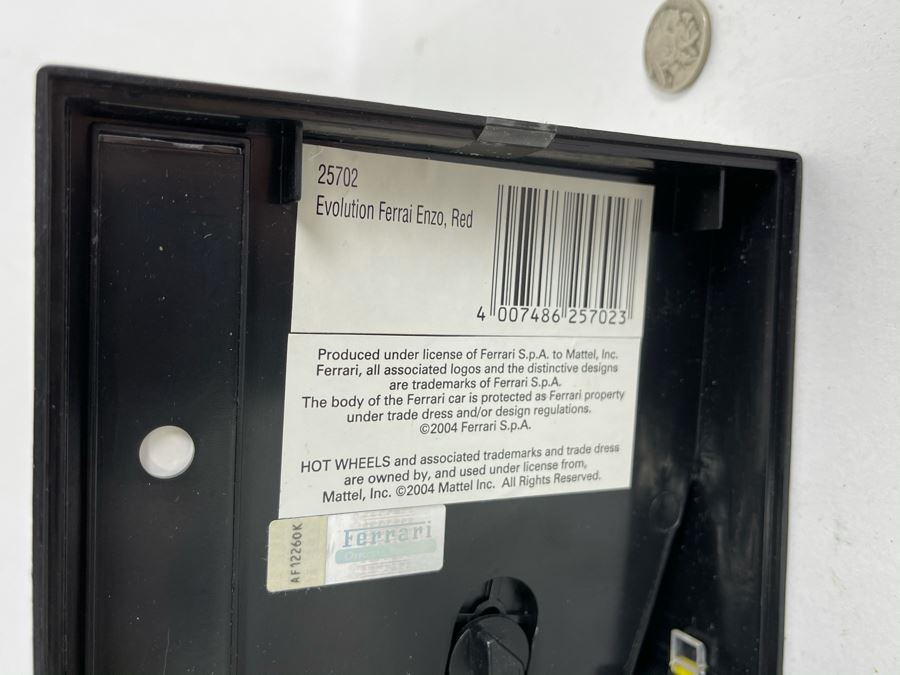 25702
Evolution Ferrai Enzo, Red
4 007486 257023
Produced under license of Ferrari S.p.A. to Mattel, Inc.
Ferrari, all associated logos and the distinctive designs
are trademarks of Ferrari S.p.A.
The body of the Ferrari car is protected as Ferrari property
under trade dress and/or design regulations.
©2004 Ferrari S.p.A.
HOT WHEELS and associated trademarks and trade dress
are owned by, and used under license from,
Mattel, Inc. ©2004 Mattel Inc. All Rights Reserved.
AF12260K
Ferrari